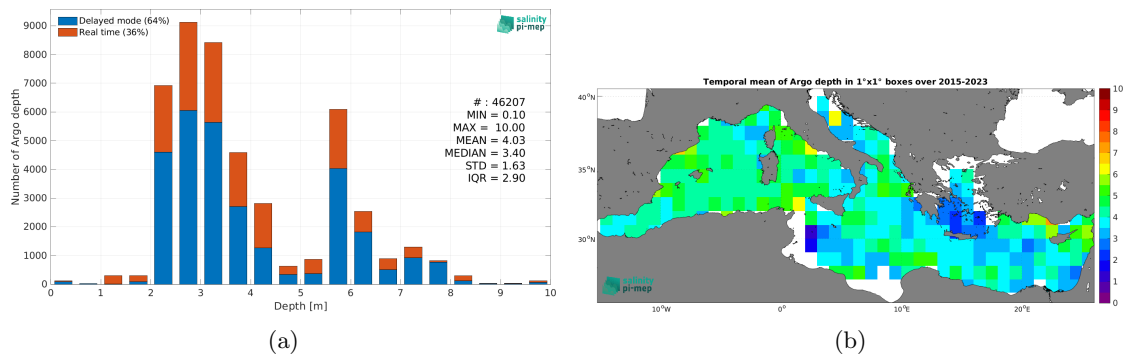 Delayed mode (64%)
Real time (36%)
salinity
pi-mep
9000
8000
7000
6000
5000
4000
3000
2000
1000
0
Number of Argo depth
# : 46207
MIN = 0.10
MAX = 10.00
MEAN = 4.03
MEDIAN = 3.40
STD = 1.63
IQR = 2.90
0 1 2 3 4 5 6 7 8 9 10
Depth [m]
(a)
Temporal mean of Argo depth in 1°x1° boxes over 2015-2023
40°N
35°N
30°N
10°W 0° 10°E 20°E
10
9
8
7
6
5
4
3
2
1
0
salinity
pi-mep
(b)